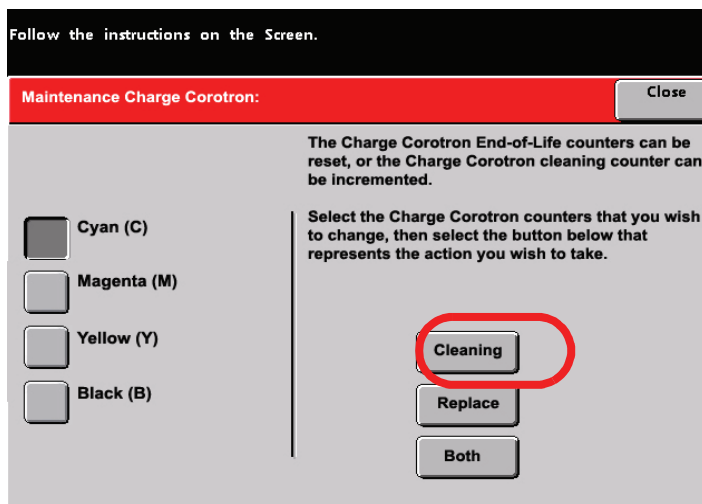 Follow the instructions on the Screen.
Maintenance Charge Corotron:
Close
The Charge Corotron End-of-Life counters can be
reset, or the Charge Corotron cleaning counter can
be incremented.
Select the Charge Corotron counters that you wish
to change, then select the button below that
represents the action you wish to take.
Cyan (C)
Magenta (M)
Yellow (Y)
Black (B)
Cleaning
Replace
Both